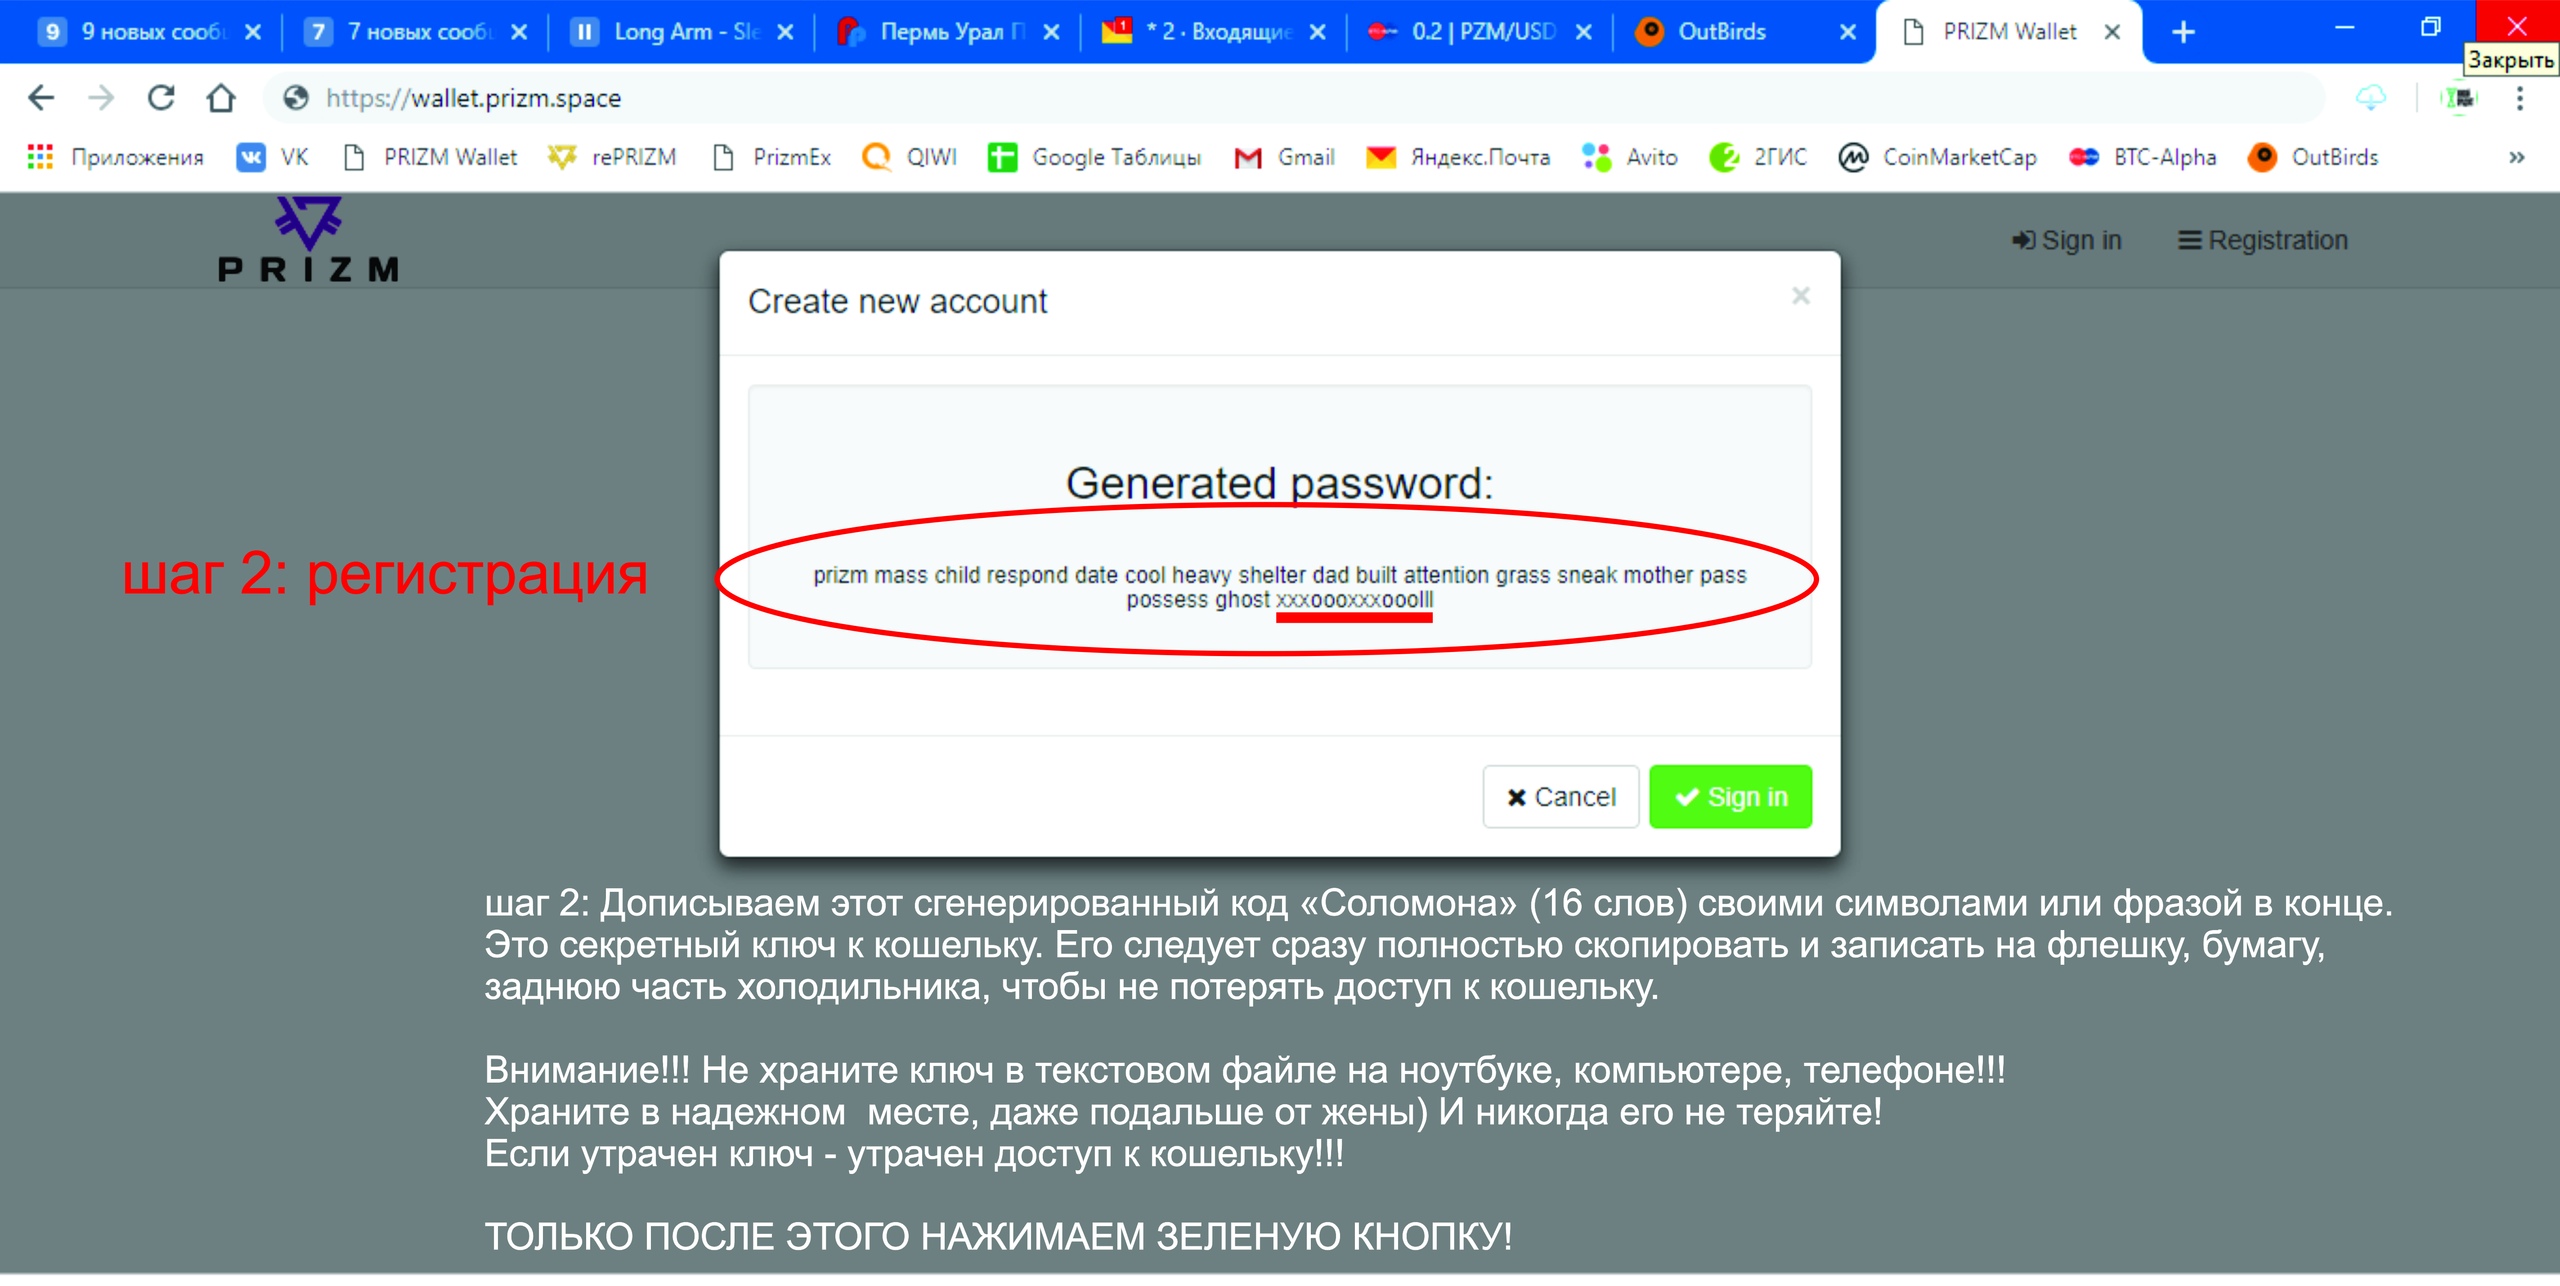 9 9 новых сооб
7 7 новых сооб
Long Arm - Sle
Пермь Урал П
1 * 2 · Входящие
0.2 | PZM/USD
OutBirds
PRIZM Wallet
Закрыть
https://wallet.prizm.space
Приложения
VK
PRIZM Wallet
rePRIZM
PrizmEx
QIWI
Google Таблицы
Gmail
Яндекс.Почта
Avito
2ГИС
CoinMarketCap
BTC-Alpha
OutBirds
»
PRIZM
Sign in
Registration
Create new account
×
Generated password:
prizm mass child respond date cool heavy shelter dad built attention grass sneak mother pass
possess ghost xxxoooxxxooolll
шаг 2: регистрация
Cancel
Sign in
шаг 2: Дописываем этот сгенерированный код «Соломона» (16 слов) своими символами или фразой в конце.
Это секретный ключ к кошельку. Его следует сразу полностью скопировать и записать на флешку, бумагу,
заднюю часть холодильника, чтобы не потерять доступ к кошельку.
Внимание!!! Не храните ключ в текстовом файле на ноутбуке, компьютере, телефоне!!!
Храните в надежном  месте, даже подальше от жены) И никогда его не теряйте!
Если утрачен ключ - утрачен доступ к кошельку!!!
ТОЛЬКО ПОСЛЕ ЭТОГО НАЖИМАЕМ ЗЕЛЕНУЮ КНОПКУ!